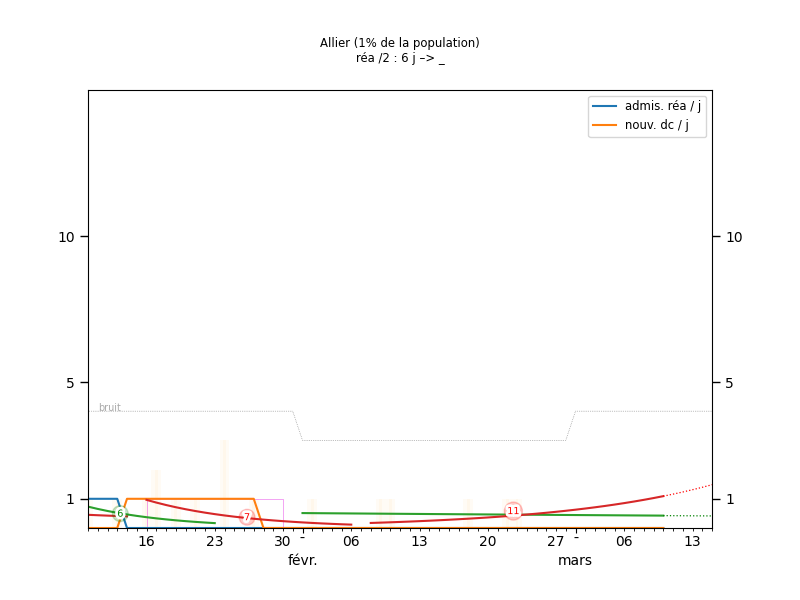 Allier (1% de la population)
réa /2 : 6 j –> _
admis. réa / j
nouv. dc / j
10
10
5
5
bruit
1
1
6
7
11
16
23
30
-
06
13
20
27
-
06
13
févr.
mars